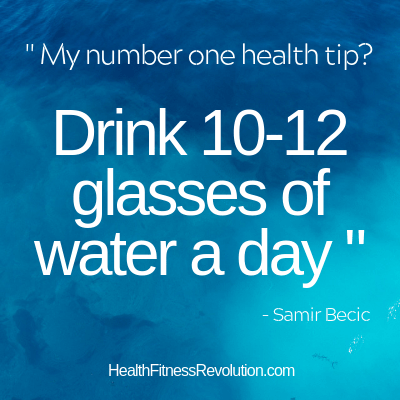 " My number one health tip?
Drink 10-12
glasses of
water a day "
- Samir Becic
HealthFitnessRevolution.com